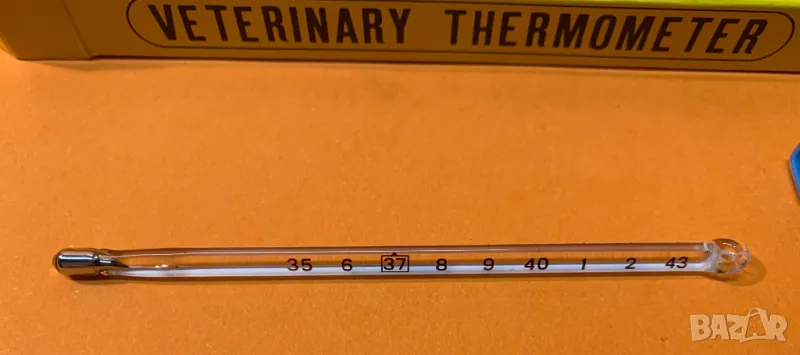 VETERINARY THERMOMETER
35 6 37 8 9 40 1 2 43
BAZAR